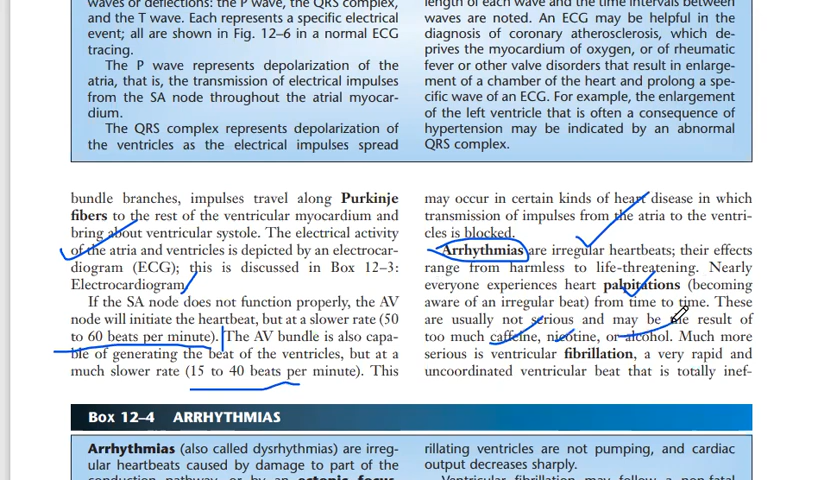 waves or deflections: the P wave, the QRS complex,
and the T wave. Each represents a specific electrical
event; all are shown in Fig. 12–6 in a normal ECG
tracing.
The P wave represents depolarization of the
atria, that is, the transmission of electrical impulses
from the SA node throughout the atrial myocar-
dium.
The QRS complex represents depolarization of
the ventricles as the electrical impulses spread
length of each wave and the time intervals between
waves are noted. An ECG may be helpful in the
diagnosis of coronary atherosclerosis, which de-
prives the myocardium of oxygen, or of rheumatic
fever or other valve disorders that result in enlarge-
ment of a chamber of the heart and prolong a spe-
cific wave of an ECG. For example, the enlargement
of the left ventricle that is often a consequence of
hypertension may be indicated by an abnormal
QRS complex.
bundle branches, impulses travel along Purkinje
fibers to the rest of the ventricular myocardium and
bring about ventricular systole. The electrical activity
of the atria and ventricles is depicted by an electrocar-
diogram (ECG); this is discussed in Box 12–3:
Electrocardiogram.
If the SA node does not function properly, the AV
node will initiate the heartbeat, but at a slower rate (50
to 60 beats per minute). The AV bundle is also capa-
ble of generating the beat of the ventricles, but at a
much slower rate (15 to 40 beats per minute). This
may occur in certain kinds of heart disease in which
transmission of impulses from the atria to the ventri-
cles is blocked.
Arrhythmias are irregular heartbeats; their effects
range from harmless to life-threatening. Nearly
everyone experiences heart palpitations (becoming
aware of an irregular beat) from time to time. These
are usually not serious and may be the result of
too much caffeine, nicotine, or alcohol. Much more
serious is ventricular fibrillation, a very rapid and
uncoordinated ventricular beat that is totally inef-
Box 12–4 ARRHYTHMIAS
Arrhythmias (also called dysrhythmias) are irreg-
ular heartbeats caused by damage to part of the
conduction pathway, or by an ectopic focus,
rillating ventricles are not pumping, and cardiac
output decreases sharply.
Ventricular fibrillation may follow a non-fatal